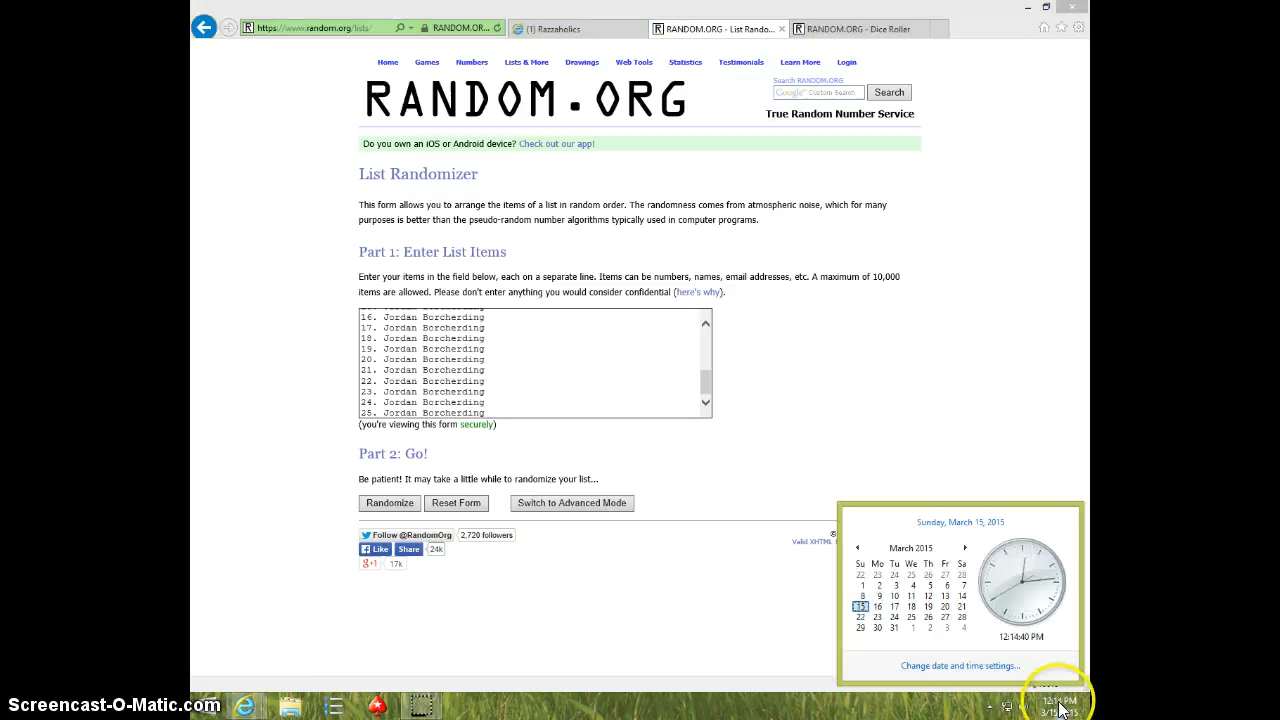 https://www.random.org/lists/
RANDOM.OR...
(1) Razzaholics
RANDOM.ORG - List Rando...
RANDOM.ORG - Dice Roller
Home Games Numbers Lists & More Drawings Web Tools Statistics Testimonials Learn More Login
RANDOM.ORG
Search RANDOM.ORG
Google™ Custom Search
Search
True Random Number Service
Do you own an iOS or Android device? Check out our app!
List Randomizer
This form allows you to arrange the items of a list in random order. The randomness comes from atmospheric noise, which for many
purposes is better than the pseudo-random number algorithms typically used in computer programs.
Part 1: Enter List Items
Enter your items in the field below, each on a separate line. Items can be numbers, names, email addresses, etc. A maximum of 10,000
items are allowed. Please don't enter anything you would consider confidential (here's why).
16. Jordan Borcherding
17. Jordan Borcherding
18. Jordan Borcherding
19. Jordan Borcherding
20. Jordan Borcherding
21. Jordan Borcherding
22. Jordan Borcherding
23. Jordan Borcherding
24. Jordan Borcherding
25. Jordan Borcherding
(you're viewing this form securely)
Part 2: Go!
Be patient! It may take a little while to randomize your list...
Randomize Reset Form Switch to Advanced Mode
Follow @RandomOrg 2,720 followers
Like Share 24k
g+1 17k
©
Valid XHTML
Sunday, March 15, 2015
March 2015
Su Mo Tu We Th Fr Sa
22 23 24 25 26 27 28
1 2 3 4 5 6 7
8 9 10 11 12 13 14
15 16 17 18 19 20 21
22 23 24 25 26 27 28
29 30 31 1 2 3 4
12:14:40 PM
Change date and time settings...
12:14 PM
Screencast-O-Matic.com